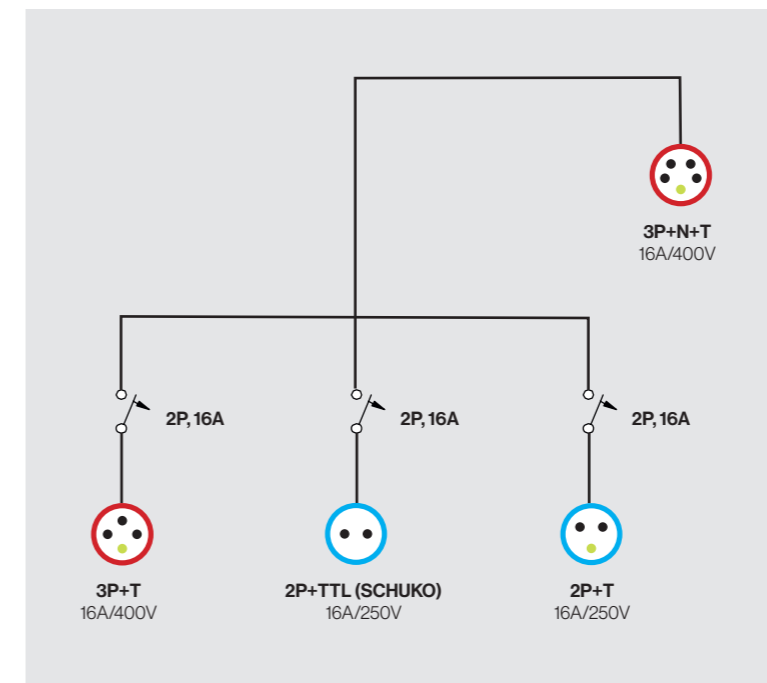 3P+N+T
16A/400V
2P, 16A
2P, 16A
2P, 16A
3P+T
16A/400V
2P+TTL (SCHUKO)
16A/250V
2P+T
16A/250V